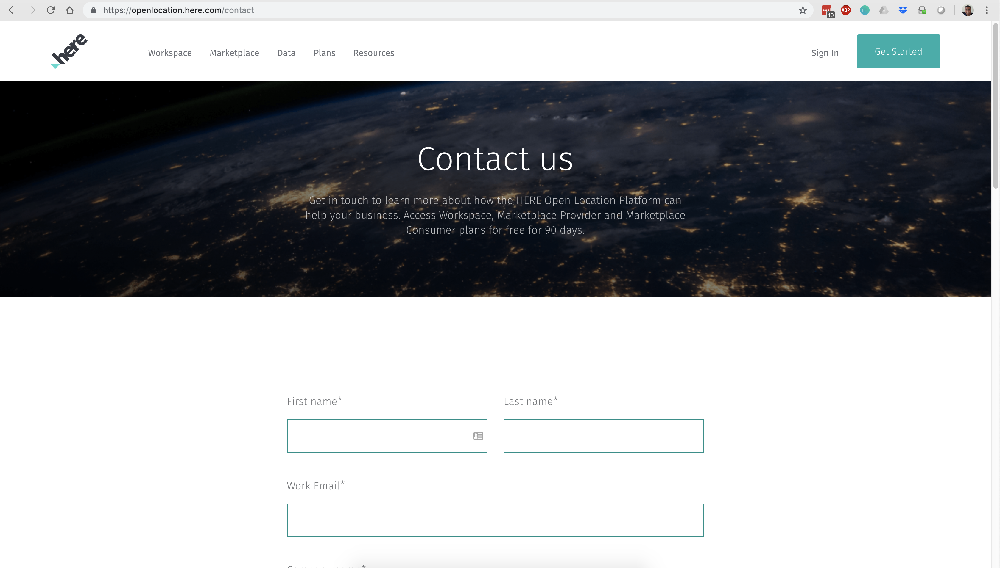 https://openlocation.here.com/contact
10
ABP
m
here
Workspace Marketplace Data Plans Resources Sign In Get Started
Contact us
Get in touch to learn more about how the HERE Open Location Platform can
help your business. Access Workspace, Marketplace Provider and Marketplace
Consumer plans for free for 90 days.
First name* Last name*
Work Email*
Company name*